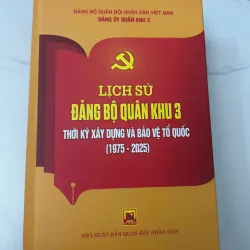 ĐẢNG BỘ QUÂN ĐỘI NHÂN DÂN VIỆT NAM
ĐẢNG ỦY QUÂN KHU 3
LỊCH SỬ
ĐẢNG BỘ QUÂN KHU 3
THỜI KỲ XÂY DỰNG VÀ BẢO VỆ TỔ QUỐC
(1975 - 2025)
NHÀ XUẤT BẢN QUÂN ĐỘI NHÂN DÂN